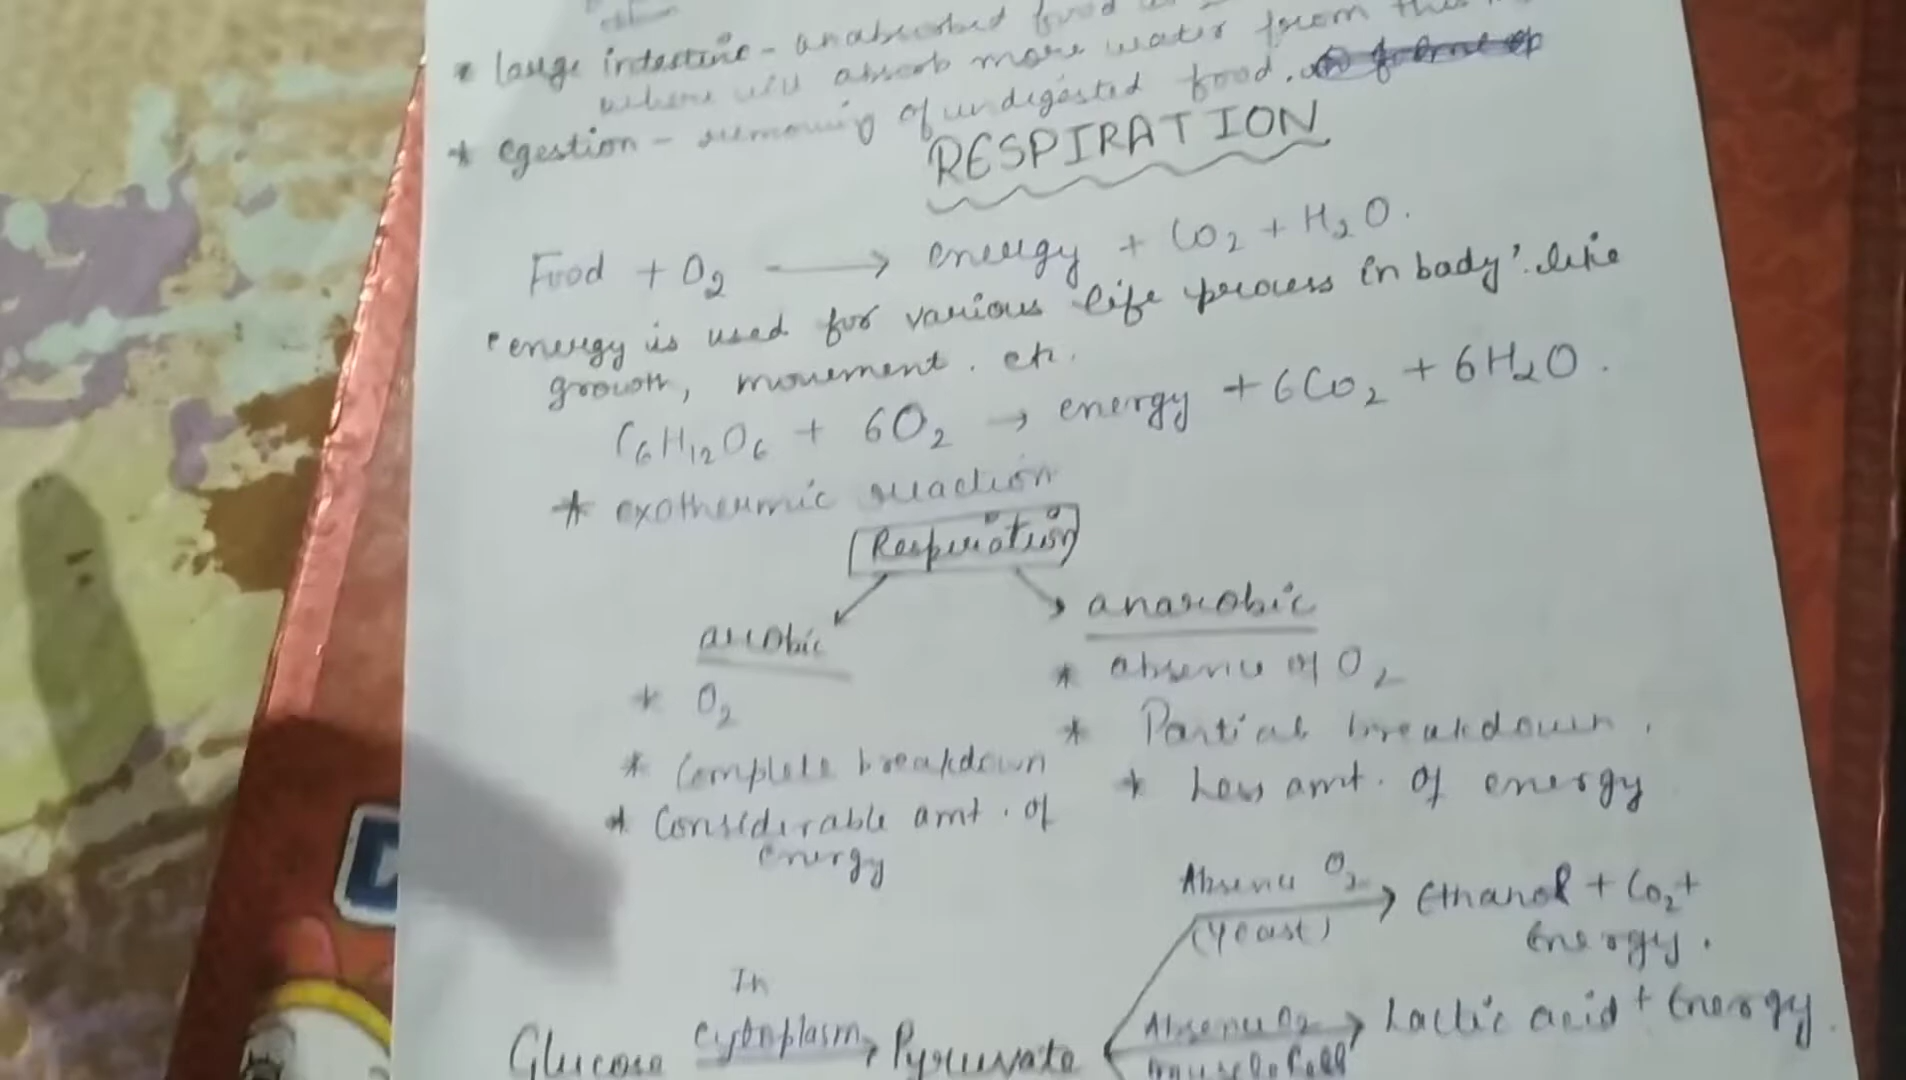 * large intestine - unabsorbed food
where will absorb more water from this
* egestion - removing of undigested food.
RESPIRATION
Food + O2 → energy + CO2 + H2O.
"energy is used for various life process in body". like
growth, movement. etc.
C6H12O6 + 6O2 → energy + 6CO2 + 6H2O.
* exothermic reaction
Respiration
aerobic
* O2
* Complete breakdown
* Considerable amt. of
energy
anaerobic
* absence of O2
* Partial breakdown.
* Less amt. of energy
Absence O2
(Yeast)
→ Ethanol + CO2 +
Energy.
Glucose In cytoplasm → Pyruvate
Absence O2
muscle cell
→ Lactic acid + Energy.